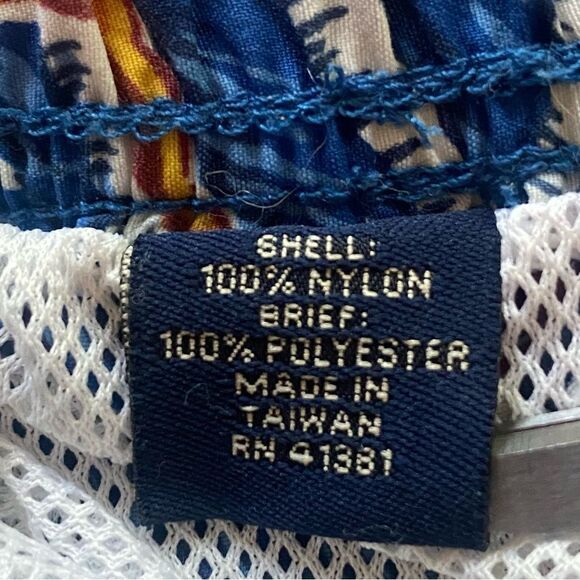 SHELL:
100% NYLON
BRIEF:
100% POLYESTER
MADE IN
TAIWAN
RN 41381